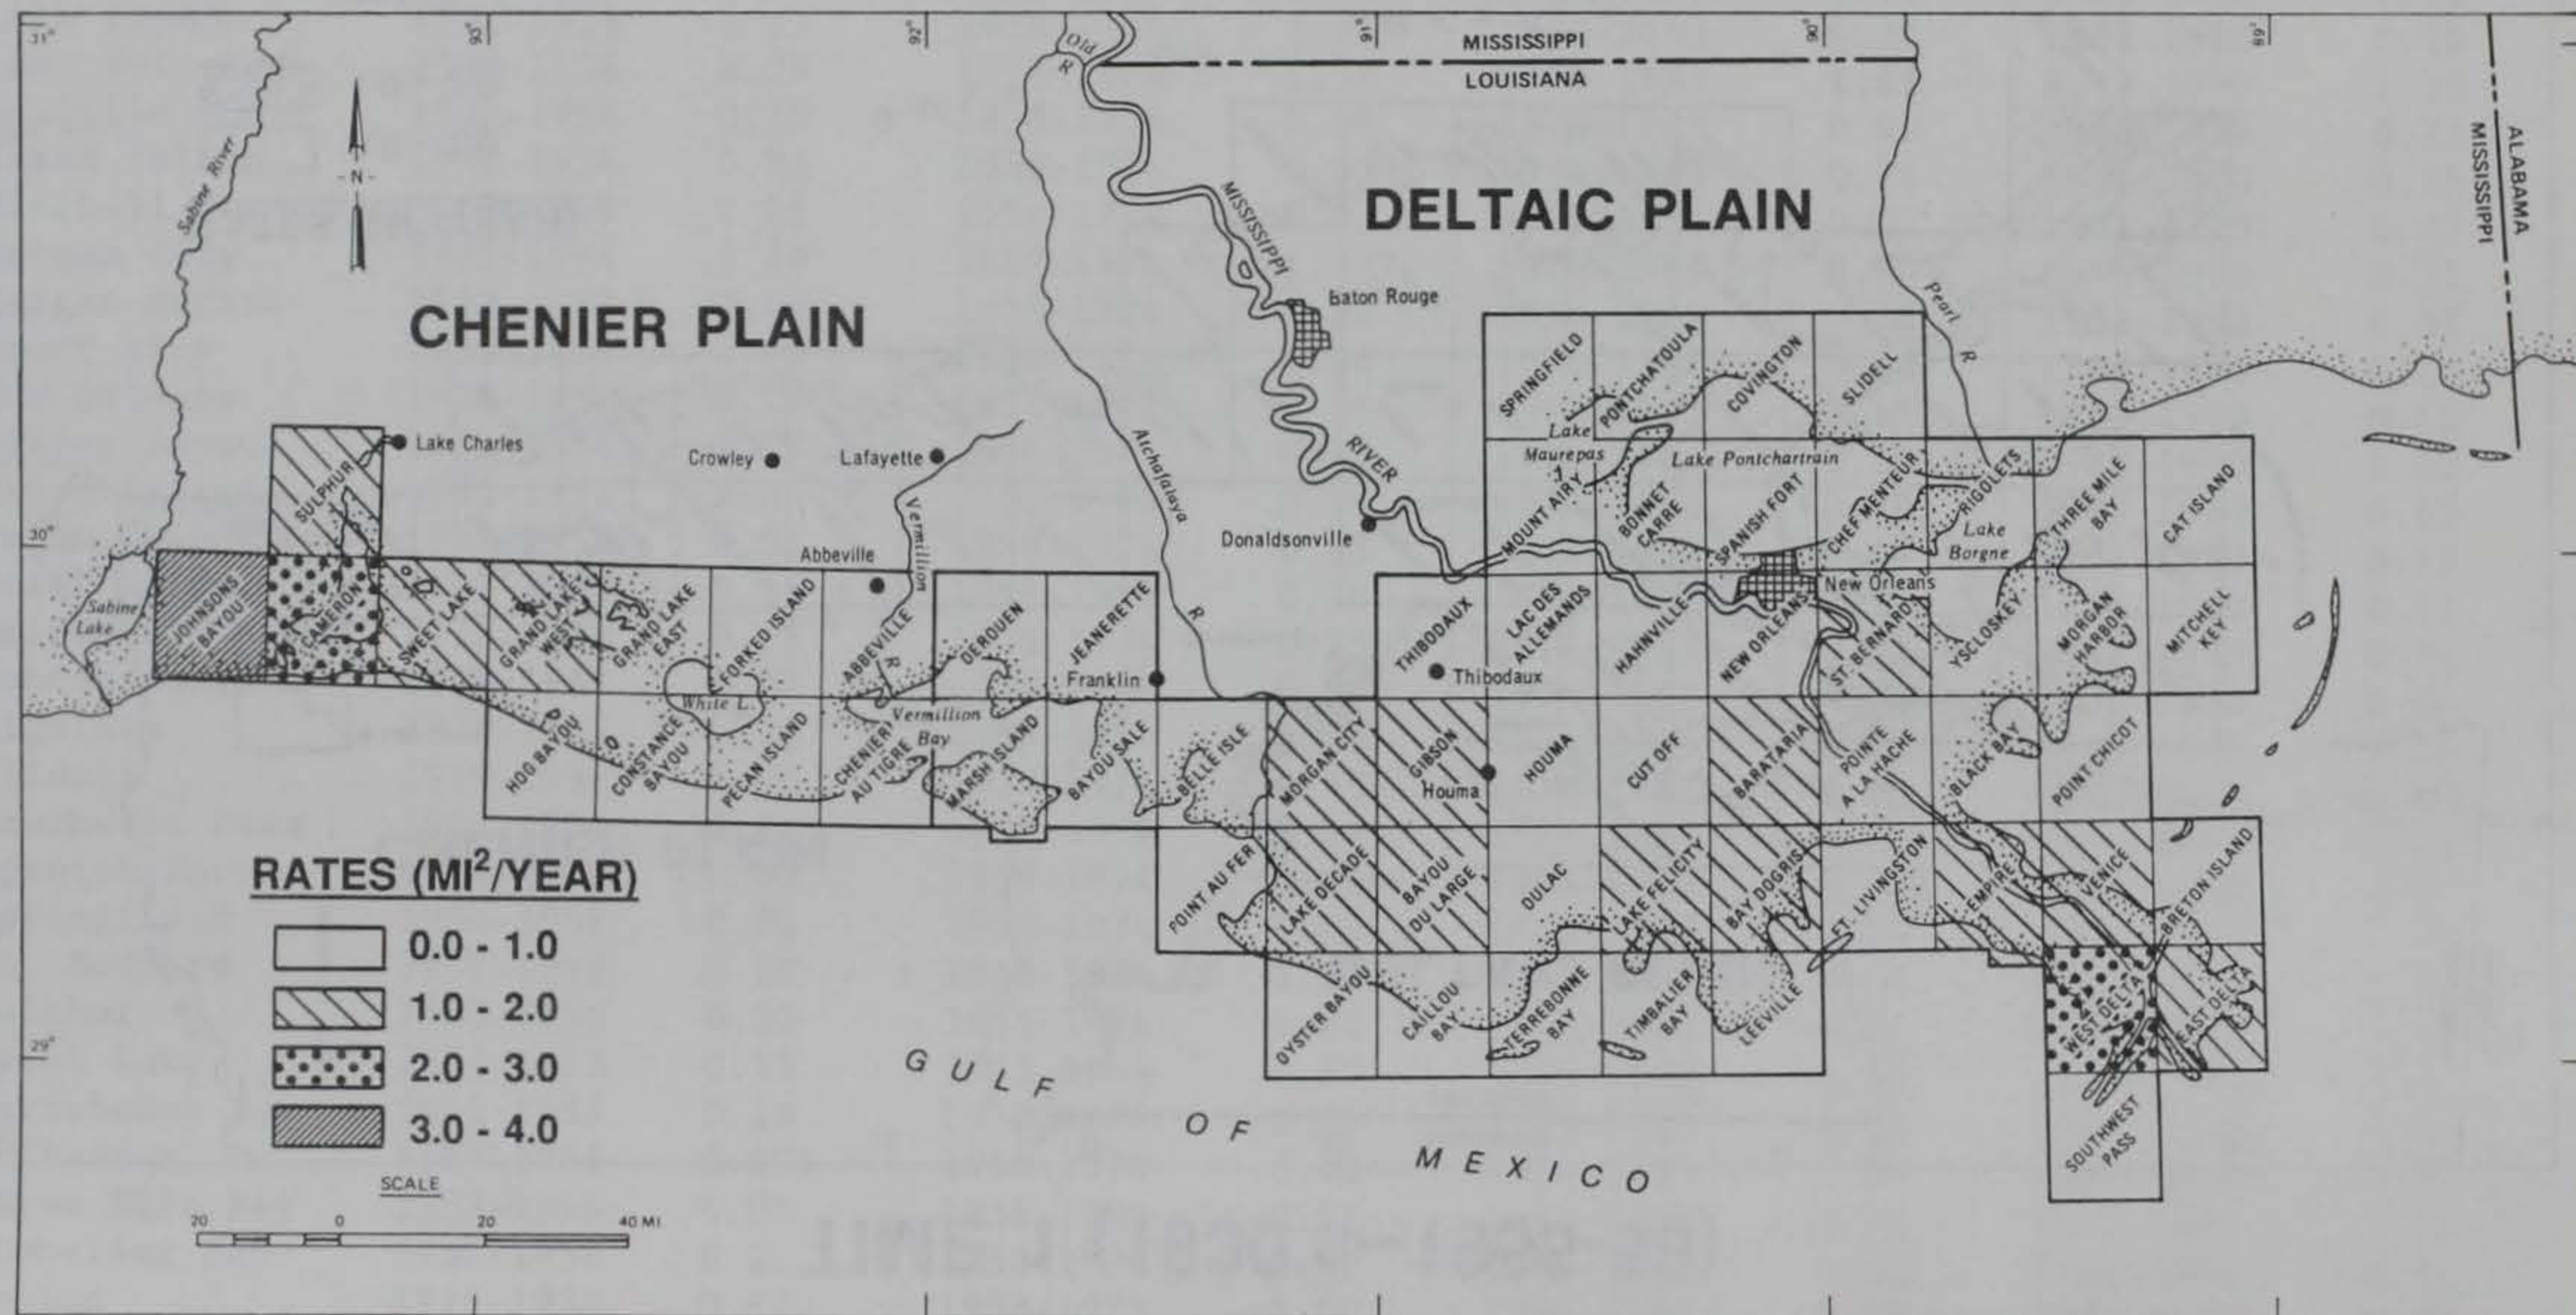 31°
93°
92°
91°
90°
89°
Old
R
MISSISSIPPI
LOUISIANA
MISSISSIPPI
ALABAMA
Sabine River
- N -
MISSISSIPPI
DELTAIC PLAIN
CHENIER PLAIN
Baton Rouge
Pearl
R
SPRINGFIELD
PONTCHATOULA
COVINGTON
SLIDELL
Lake Charles
Crowley
Lafayette
Atchafalaya
R
RIVER
Lake
Maurepas
Lake Pontchartrain
SULPHUR
Vermillion
R
Donaldsonville
MOUNT AIRY
BONNET
CARRE
SPANISH FORT
CHEF MENTEUR
RIGOLETS
Lake
Borgne
THREE MILE
BAY
CAT ISLAND
30°
Abbeville
New Orleans
Sabine
Lake
JOHNSONS
BAYOU
CAMERON
SWEET LAKE
GRAND LAKE
WEST
GRAND LAKE
EAST
FORKED ISLAND
ABBEVILLE
DEROUEN
JEANERETTE
Franklin
THIBODAUX
Thibodaux
LAC DES
ALLEMANDS
HAHNVILLE
NEW ORLEANS
ST. BERNARD
YSCLOSKEY
MORGAN
HARBOR
MITCHELL
KEY
White L.
Vermillion
Bay
HOG BAYOU
CONSTANCE
BAYOU
PECAN ISLAND
CHENIER
AU TIGRE
MARSH ISLAND
BAYOU SALE
BELLE ISLE
MORGAN CITY
GIBSON
Houma
HOUMA
CUT OFF
BARATARIA
POINTE
A LA HACHE
BLACK BAY
POINT CHICOT
POINT AU FER
LAKE DECADE
BAYOU
DU LARGE
DULAC
LAKE FELICITY
BAY DOGRIS
FT. LIVINGSTON
EMPIRE
VENICE
BRETON ISLAND
RATES (MI²/YEAR)
0.0 - 1.0
1.0 - 2.0
2.0 - 3.0
3.0 - 4.0
29°
OYSTER BAYOU
CAILLOU
BAY
TERREBONNE
BAY
TIMBALIER
BAY
LEEVILLE
WEST DELTA
EAST DELTA
SOUTHWEST
PASS
GULF
OF
MEXICO
SCALE
20 0 20 40 MI